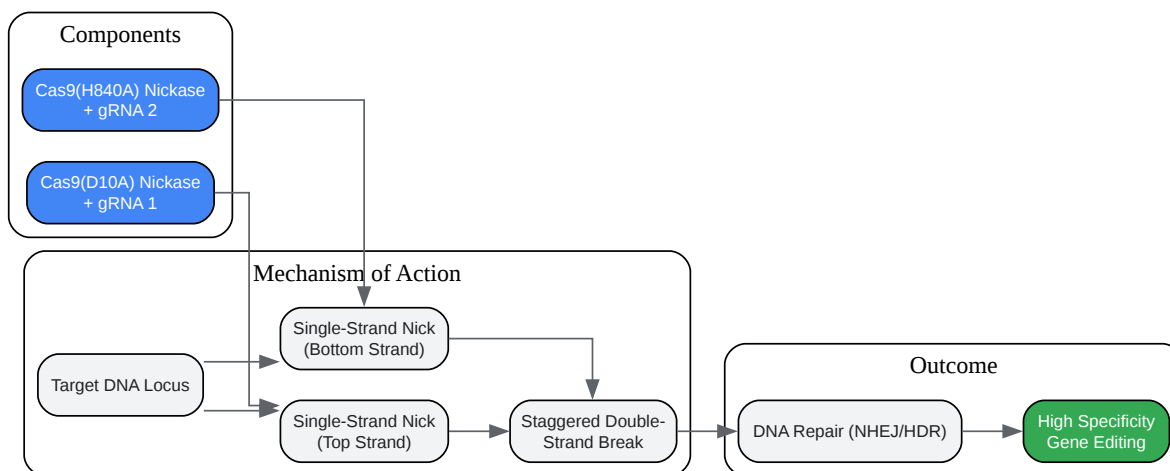 Components
Cas9(H840A) Nickase
+ gRNA 2
Cas9(D10A) Nickase
+ gRNA 1
Mechanism of Action
Single-Strand Nick
(Bottom Strand)
Target DNA Locus
Single-Strand Nick
(Top Strand)
Staggered Double-
Strand Break
Outcome
DNA Repair (NHEJ/HDR)
High Specificity
Gene Editing